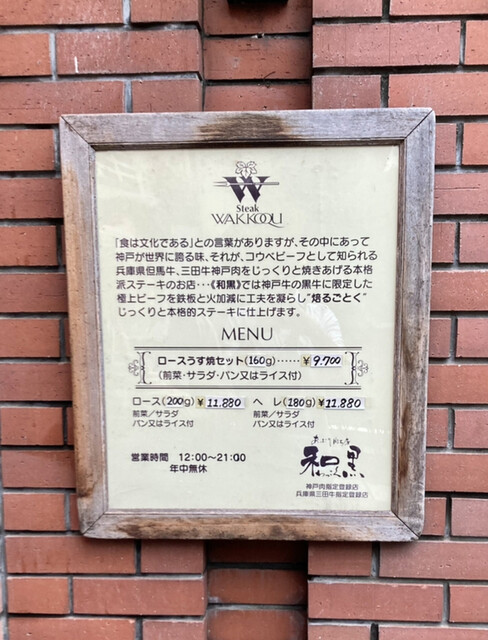 W
Steak
WAKKOQU
「食は文化である」との言葉がありますが、その中にあって
神戸が世界に誇る味、それが、コウベビーフとして知られる
兵庫県但馬牛、三田牛神戸肉をじっくりと焼きあげる本格
派ステーキのお店・・・《和黒》では神戸牛の黒牛に限定した
極上ビーフを鉄板と火加減に工夫を凝らし“焙るごとく”
じっくりと本格的ステーキに仕上げます。
MENU
ロースうす焼セット(160g)‥‥‥ ¥9.700
(前菜・サラダ・パン又はライス付)
ロース(200g) ¥11.880 ヘレ(180g) ¥11.880
前菜/サラダ 前菜/サラダ
パン又はライス付 パン又はライス付
営業時間 12:00~21:00
年中無休
和黒
神戸肉指定登録店
兵庫県三田牛指定登録店